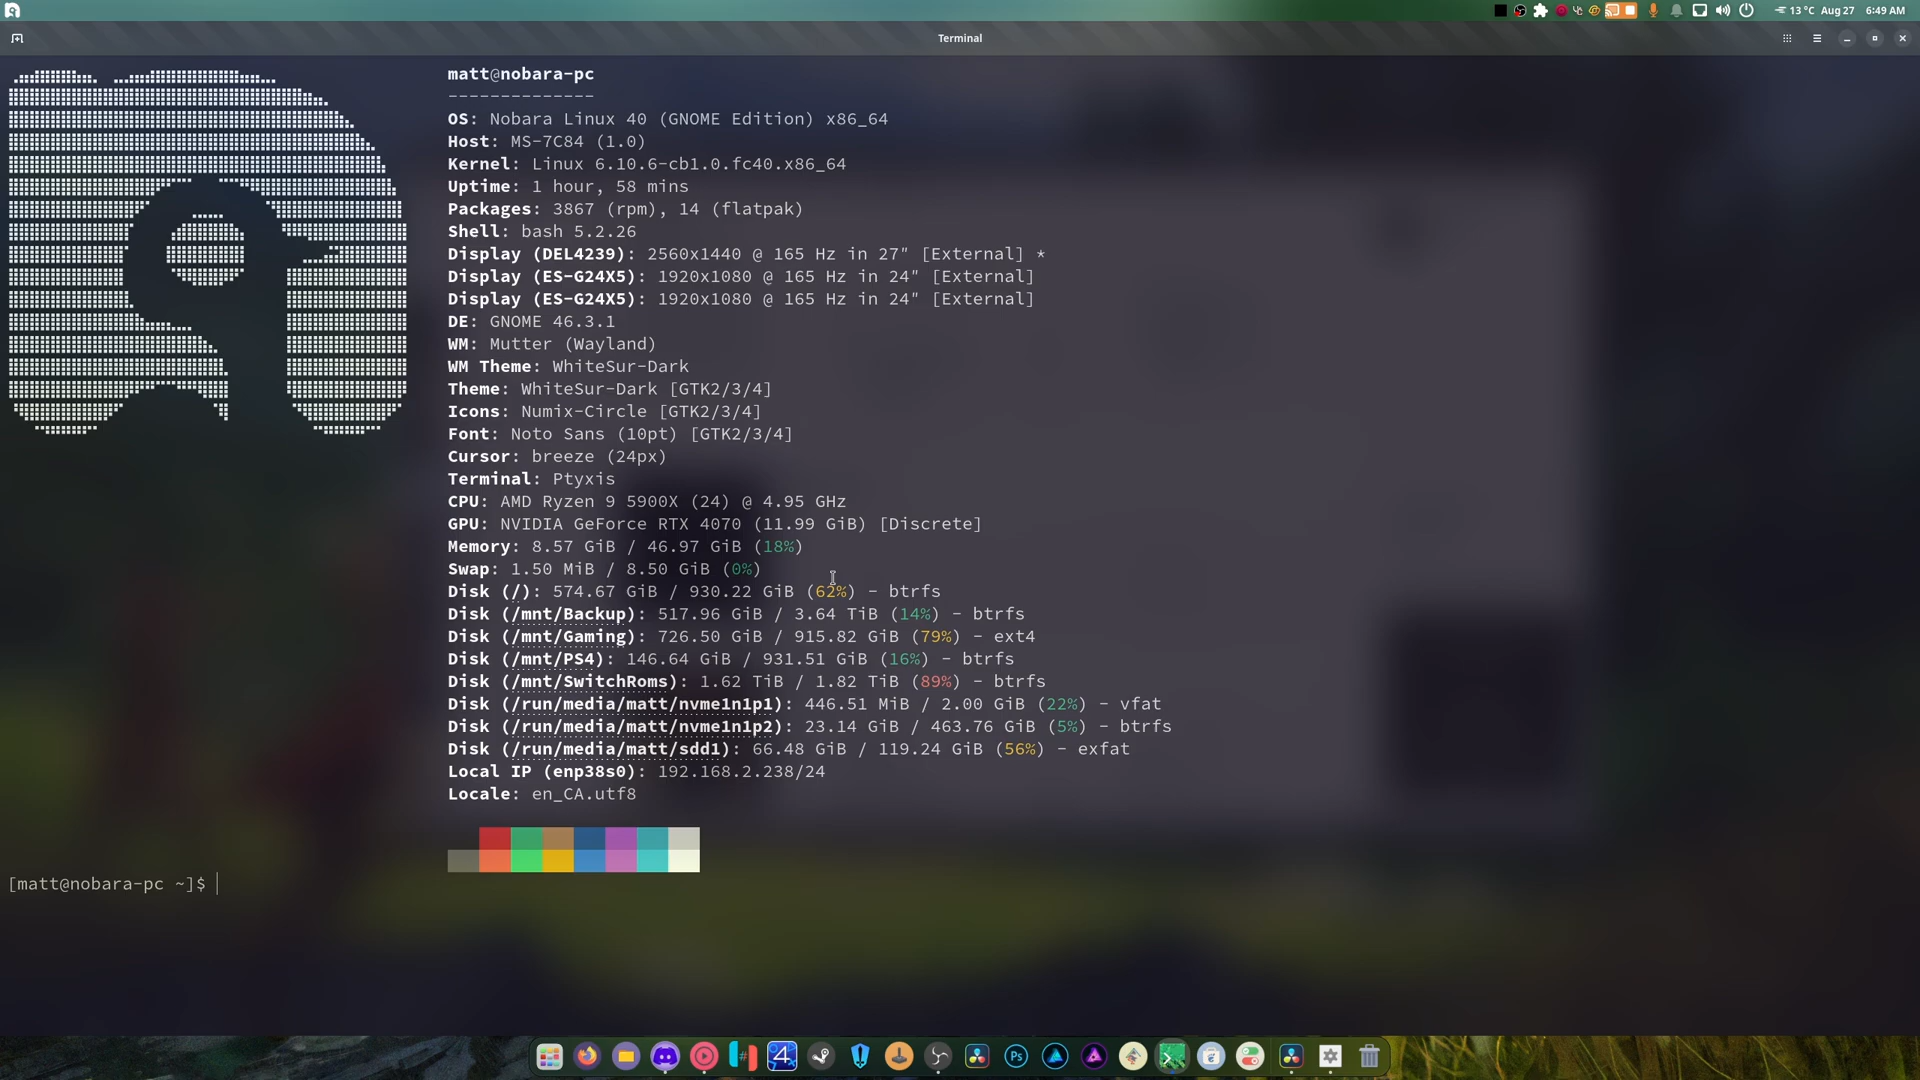 13 °C Aug 27 6:49 AM
Terminal
matt@nobara-pc
--------------
OS: Nobara Linux 40 (GNOME Edition) x86_64
Host: MS-7C84 (1.0)
Kernel: Linux 6.10.6-cb1.0.fc40.x86_64
Uptime: 1 hour, 58 mins
Packages: 3867 (rpm), 14 (flatpak)
Shell: bash 5.2.26
Display (DEL4239): 2560x1440 @ 165 Hz in 27" [External] *
Display (ES-G24X5): 1920x1080 @ 165 Hz in 24" [External]
Display (ES-G24X5): 1920x1080 @ 165 Hz in 24" [External]
DE: GNOME 46.3.1
WM: Mutter (Wayland)
WM Theme: WhiteSur-Dark
Theme: WhiteSur-Dark [GTK2/3/4]
Icons: Numix-Circle [GTK2/3/4]
Font: Noto Sans (10pt) [GTK2/3/4]
Cursor: breeze (24px)
Terminal: Ptyxis
CPU: AMD Ryzen 9 5900X (24) @ 4.95 GHz
GPU: NVIDIA GeForce RTX 4070 (11.99 GiB) [Discrete]
Memory: 8.57 GiB / 46.97 GiB (18%)
Swap: 1.50 MiB / 8.50 GiB (0%)
Disk (/): 574.67 GiB / 930.22 GiB (62%) - btrfs
Disk (/mnt/Backup): 517.96 GiB / 3.64 TiB (14%) - btrfs
Disk (/mnt/Gaming): 726.50 GiB / 915.82 GiB (79%) - ext4
Disk (/mnt/PS4): 146.64 GiB / 931.51 GiB (16%) - btrfs
Disk (/mnt/SwitchRoms): 1.62 TiB / 1.82 TiB (89%) - btrfs
Disk (/run/media/matt/nvme1n1p1): 446.51 MiB / 2.00 GiB (22%) - vfat
Disk (/run/media/matt/nvme1n1p2): 23.14 GiB / 463.76 GiB (5%) - btrfs
Disk (/run/media/matt/sdd1): 66.48 GiB / 119.24 GiB (56%) - exfat
Local IP (enp38s0): 192.168.2.238/24
Locale: en_CA.utf8
[matt@nobara-pc ~]$
4 Ps